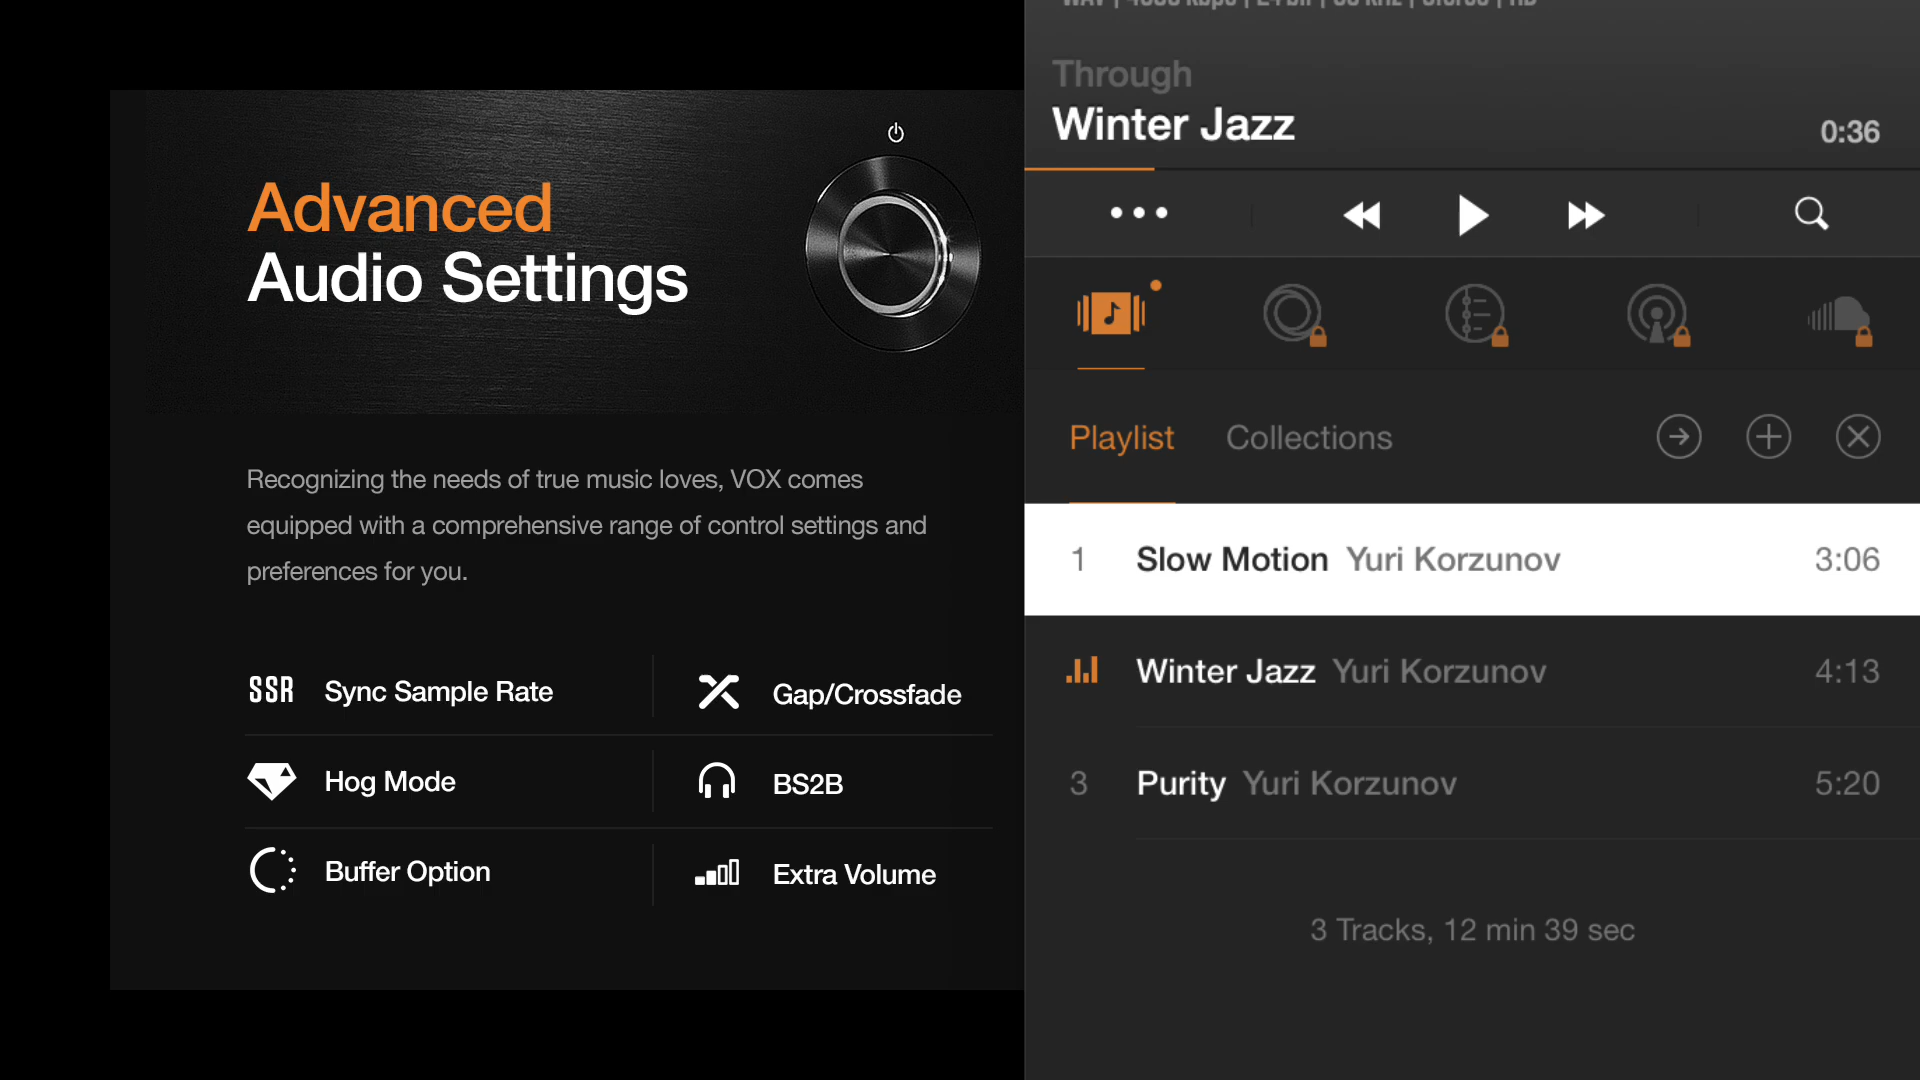 Advanced
Audio Settings
Recognizing the needs of true music loves, VOX comes
equipped with a comprehensive range of control settings and
preferences for you.
SSR Sync Sample Rate
Gap/Crossfade
Hog Mode
BS2B
Buffer Option
Extra Volume
Through
Winter Jazz
0:36
Playlist Collections
1 Slow Motion Yuri Korzunov 3:06
Winter Jazz Yuri Korzunov 4:13
3 Purity Yuri Korzunov 5:20
3 Tracks, 12 min 39 sec